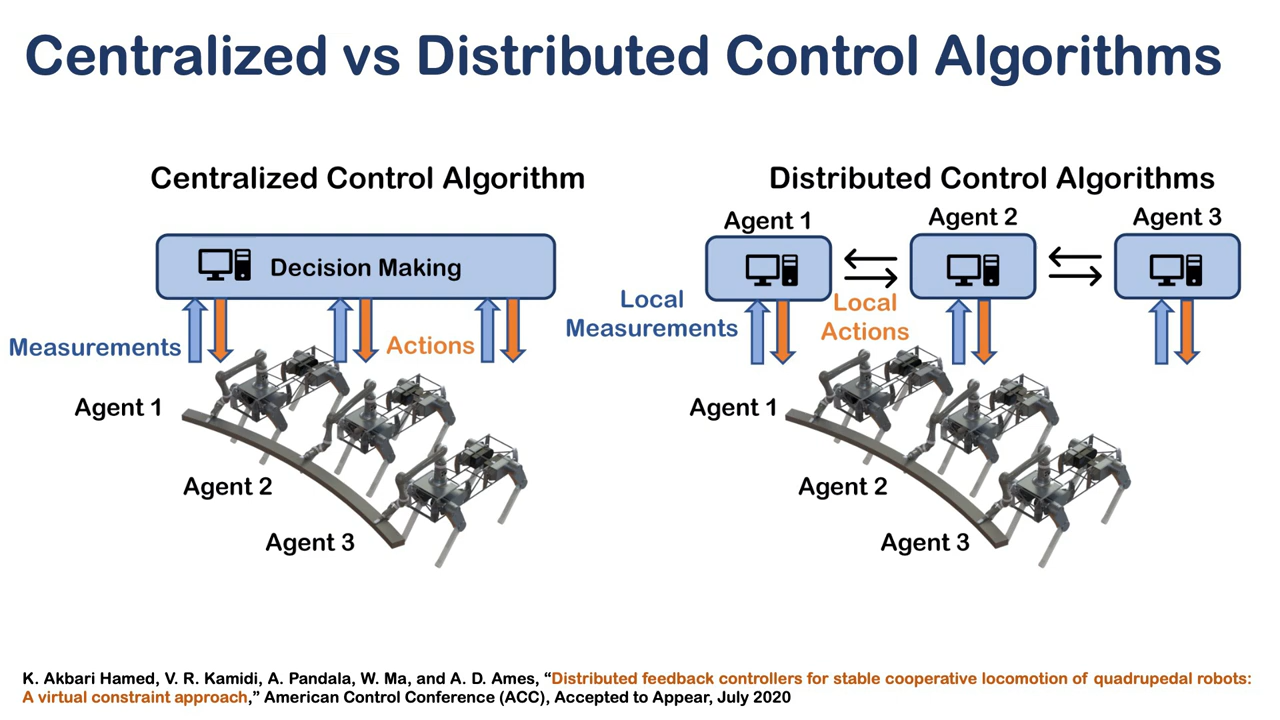 Centralized vs Distributed Control Algorithms
Centralized Control Algorithm
Decision Making
Measurements
Actions
Agent 1
Agent 2
Agent 3
Distributed Control Algorithms
Agent 1
Agent 2
Agent 3
Local
Measurements
Local
Actions
Agent 1
Agent 2
Agent 3
K. Akbari Hamed, V. R. Kamidi, A. Pandala, W. Ma, and A. D. Ames, “Distributed feedback controllers for stable cooperative locomotion of quadrupedal robots:
A virtual constraint approach,” American Control Conference (ACC), Accepted to Appear, July 2020